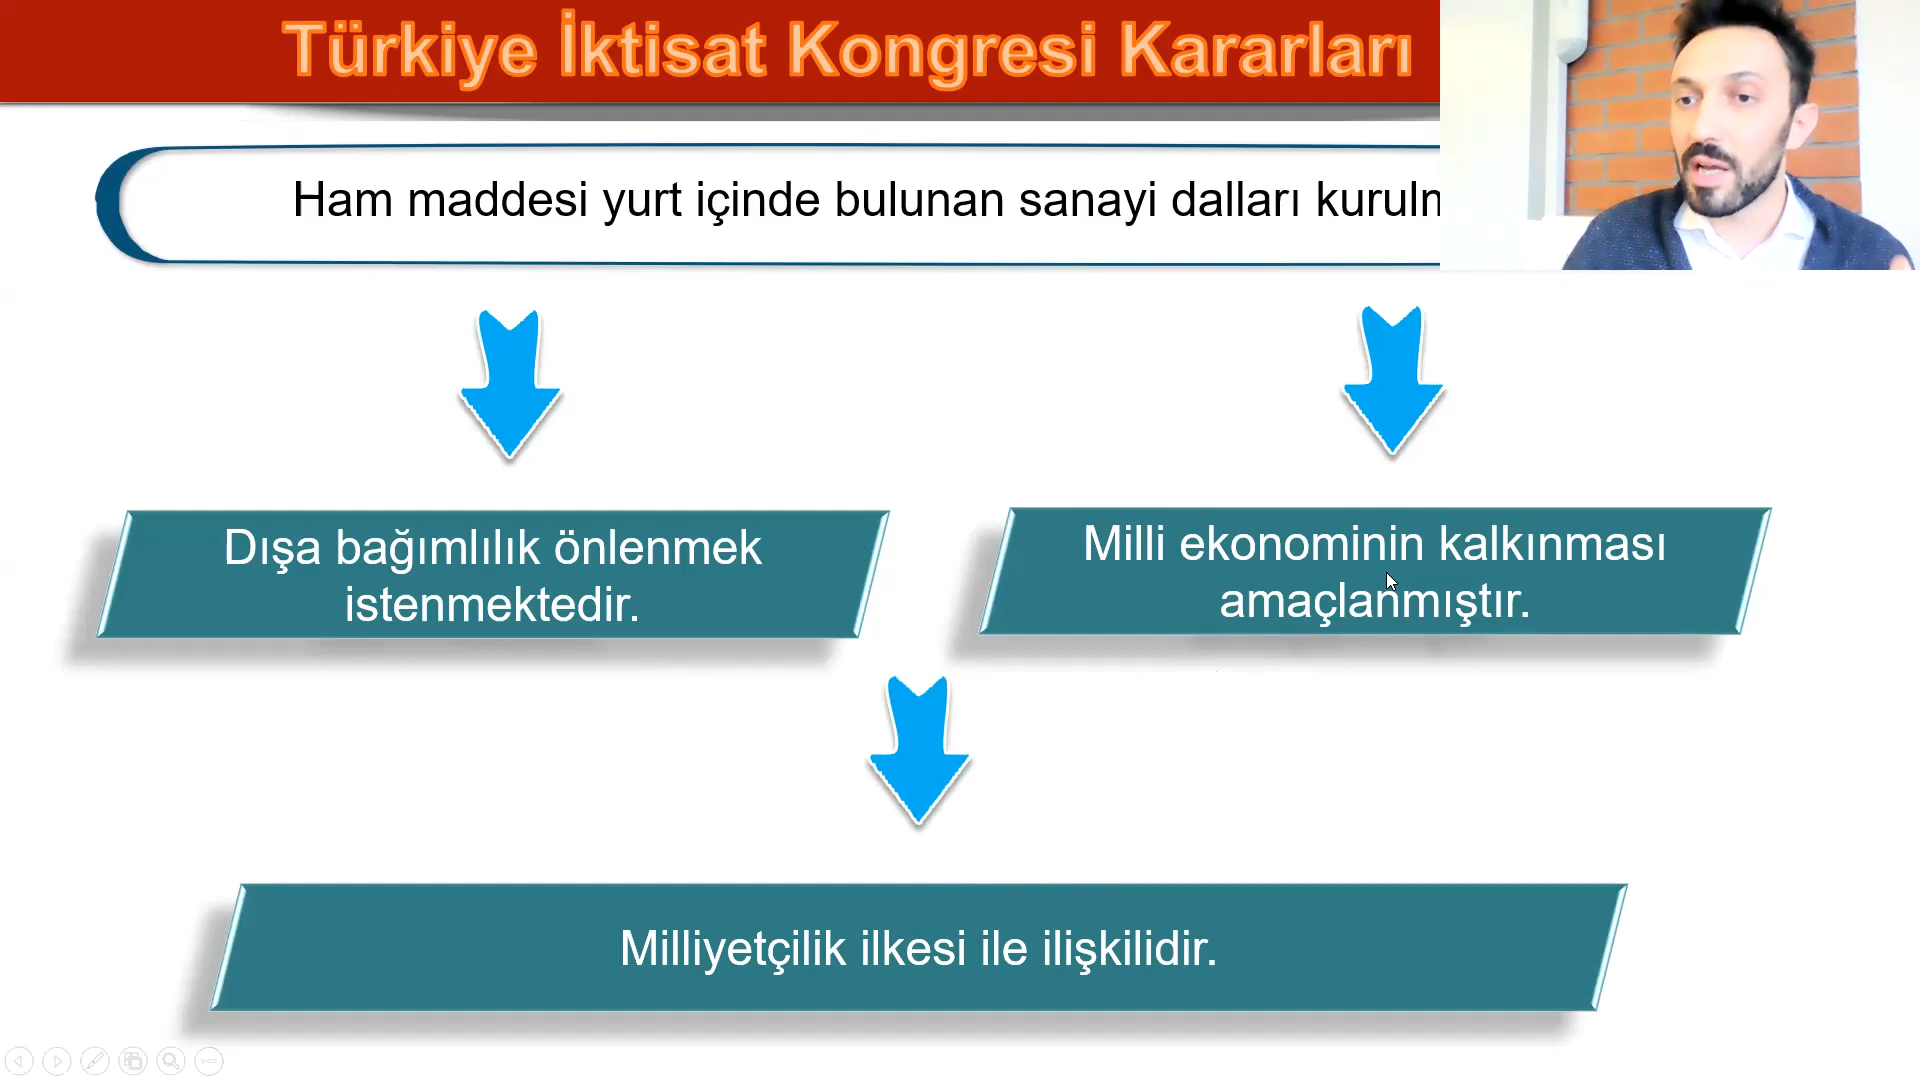 Türkiye İktisat Kongresi Kararları
Ham maddesi yurt içinde bulunan sanayi dalları
Dışa bağımlılık önlenmek
istenmektedir.
Milli ekonominin kalkınması
amaçlanmıştır.
Milliyetçilik ilkesi ile ilişkilidir.